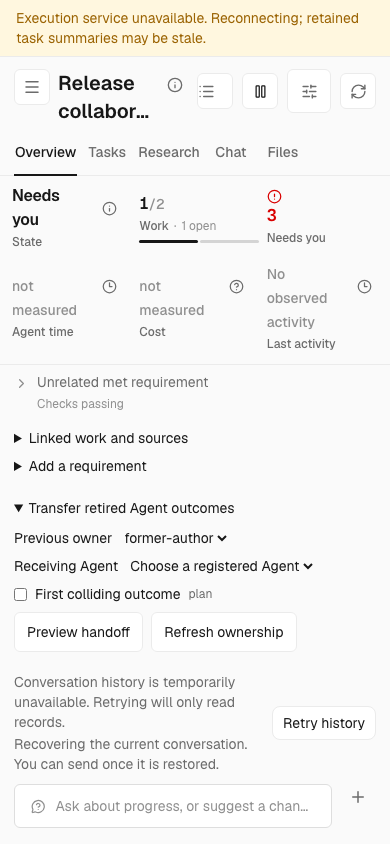 Execution service unavailable. Reconnecting; retained
task summaries may be stale.
Release
collabor...
Overview Tasks Research Chat Files
Needs
you
State
1/2
Work · 1 open
3
Needs you
not
measured
Agent time
not
measured
Cost
No
observed
activity
Last activity
Unrelated met requirement
Checks passing
Linked work and sources
Add a requirement
Transfer retired Agent outcomes
Previous owner former-author
Receiving Agent Choose a registered Agent
First colliding outcome plan
Preview handoff Refresh ownership
Conversation history is temporarily
unavailable. Retrying will only read
records.
Retry history
Recovering the current conversation.
You can send once it is restored.
Ask about progress, or suggest a chan...